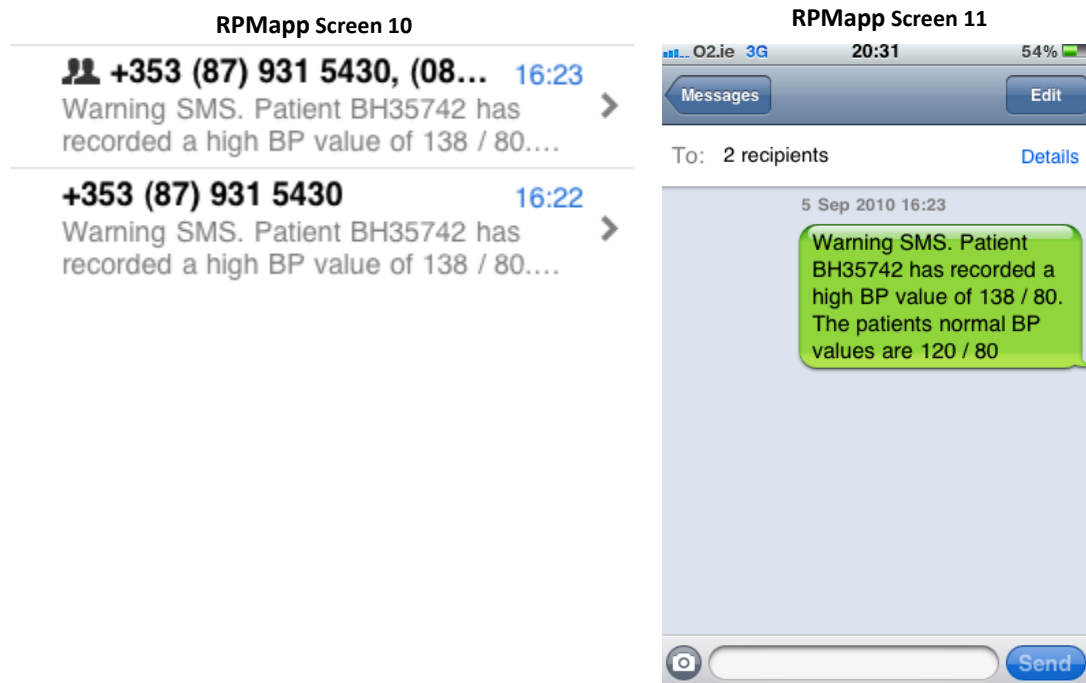 RPMapp Screen 10
+353 (87) 931 5430, (08... 16:23
Warning SMS. Patient BH35742 has
recorded a high BP value of 138 / 80....
+353 (87) 931 5430 16:22
Warning SMS. Patient BH35742 has
recorded a high BP value of 138 / 80....
RPMapp Screen 11
O2.ie 3G 20:31 54%
Messages Edit
To: 2 recipients Details
5 Sep 2010 16:23
Warning SMS. Patient
BH35742 has recorded a
high BP value of 138 / 80.
The patients normal BP
values are 120 / 80
Send